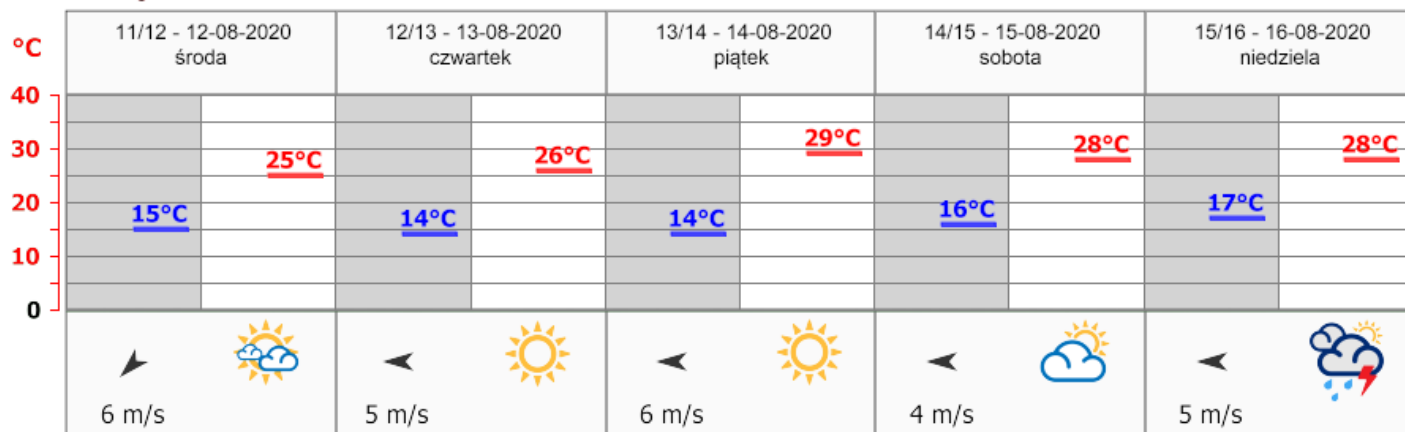 °C
11/12 - 12-08-2020
środa
12/13 - 13-08-2020
czwartek
13/14 - 14-08-2020
piątek
14/15 - 15-08-2020
sobota
15/16 - 16-08-2020
niedziela
40
30
20
10
0
15°C
25°C
14°C
26°C
14°C
29°C
16°C
28°C
17°C
28°C
6 m/s
5 m/s
6 m/s
4 m/s
5 m/s